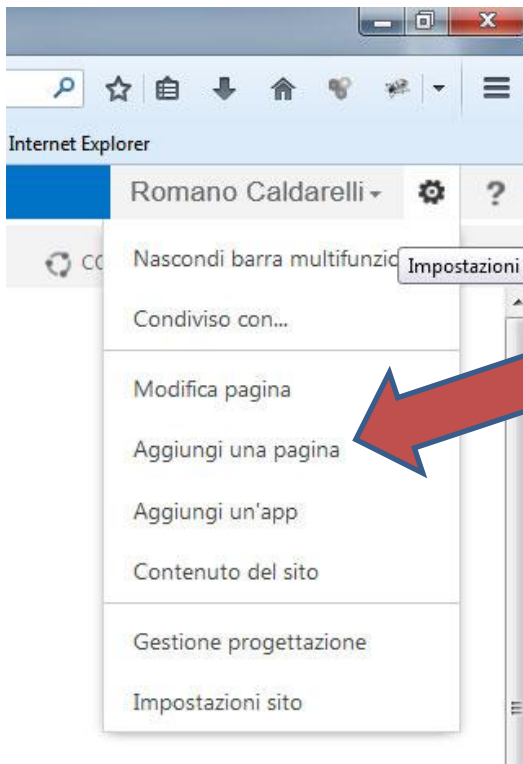 Internet Explorer
Romano Caldarelli
?
CO
Nascondi barra multifunzio
Impostazioni
Condiviso con...
Modifica pagina
Aggiungi una pagina
Aggiungi un'app
Contenuto del sito
Gestione progettazione
Impostazioni sito